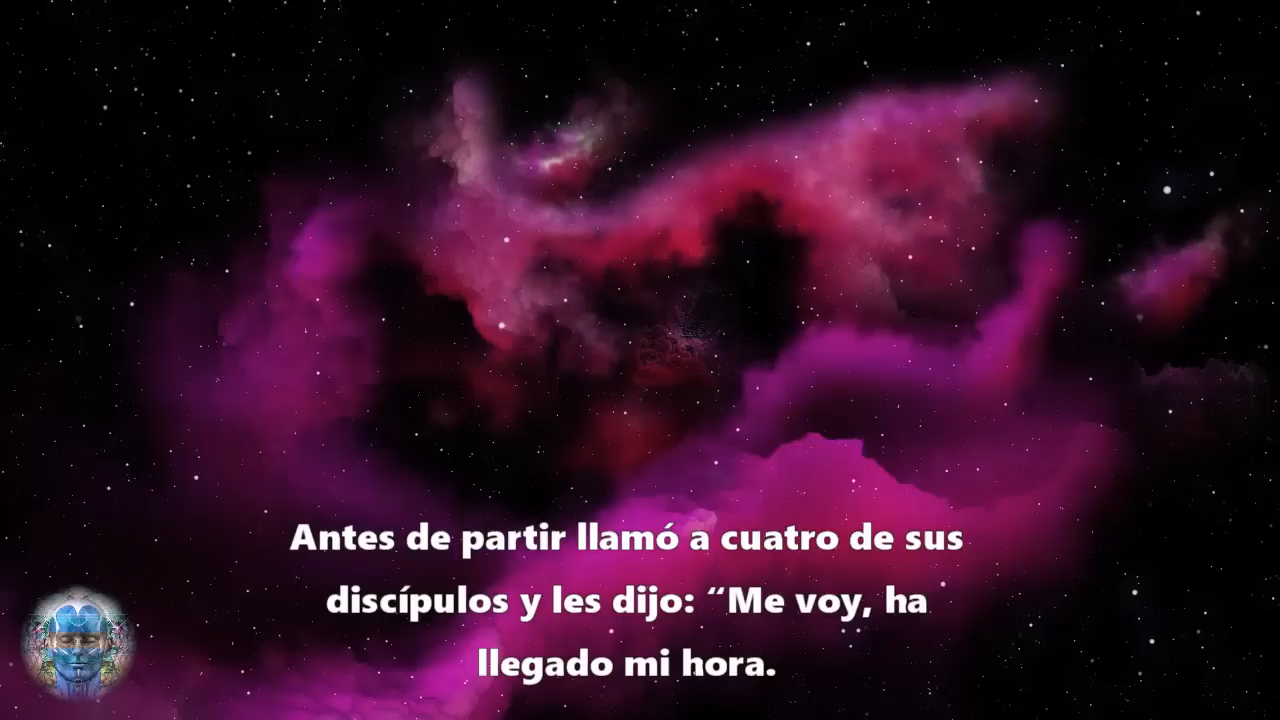 Antes de partir llamó a cuatro de sus
discípulos y les dijo: “Me voy, ha
llegado mi hora.